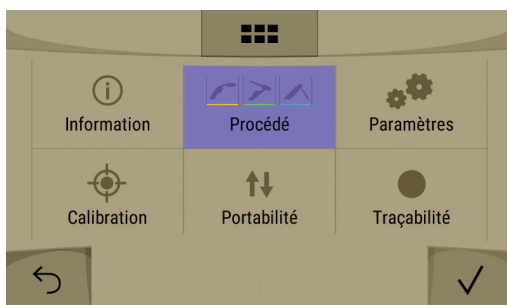 Information
Procédé
Paramètres
Calibration
Portabilité
Traçabilité